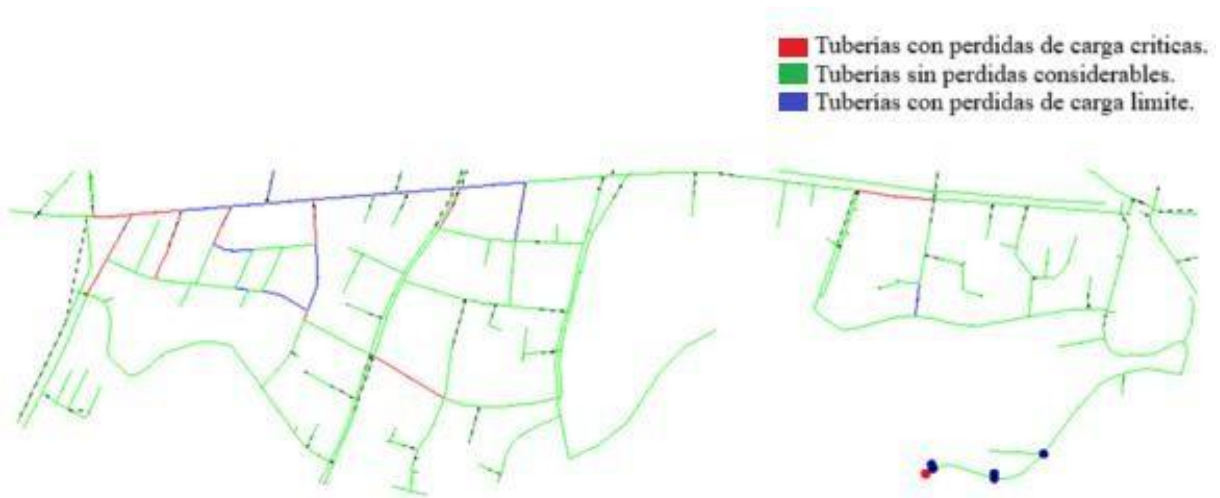 Tuberías con perdidas de carga criticas.
Tuberías sin perdidas considerables.
Tuberías con perdidas de carga limite.